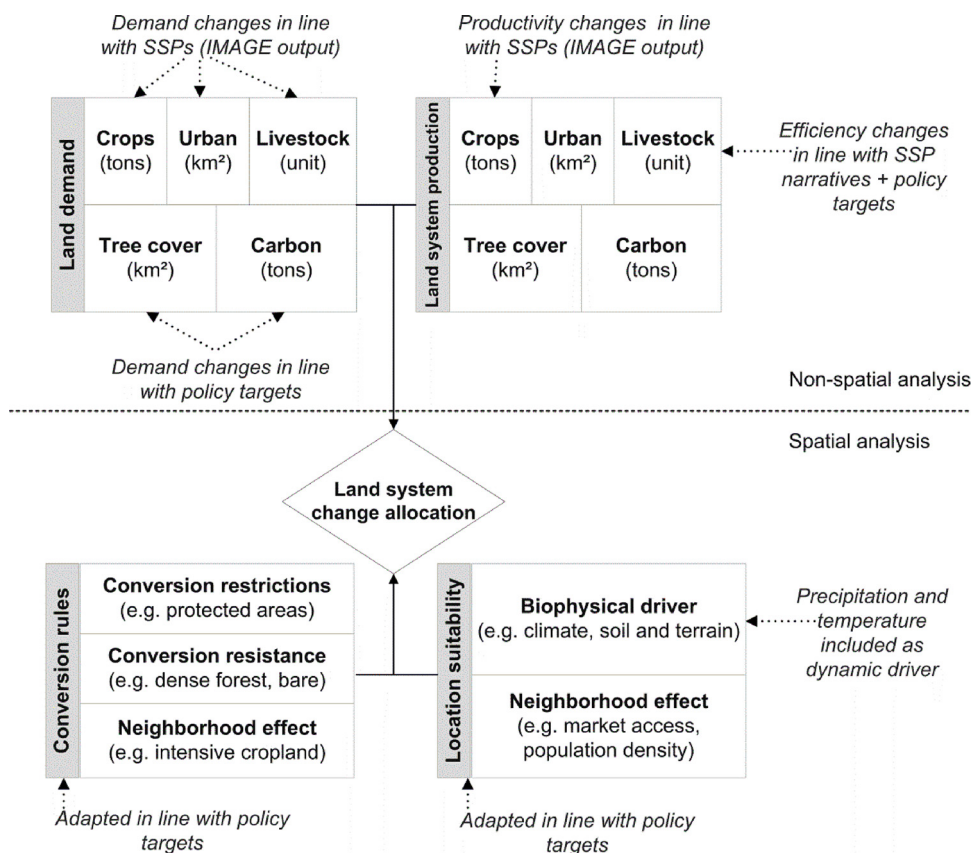 Demand changes in line
with SSPs (IMAGE output)
Productivity changes in line
with SSPs (IMAGE output)
Land demand
Crops
(tons)
Urban
(km²)
Livestock
(unit)
Tree cover
(km²)
Carbon
(tons)
Land system production
Crops
(tons)
Urban
(km²)
Livestock
(unit)
Tree cover
(km²)
Carbon
(tons)
Efficiency changes
in line with SSP
narratives + policy
targets
Demand changes in line
with policy targets
Non-spatial analysis
Spatial analysis
Land system
change allocation
Conversion rules
Conversion restrictions
(e.g. protected areas)
Conversion resistance
(e.g. dense forest, bare)
Neighborhood effect
(e.g. intensive cropland)
Location suitability
Biophysical driver
(e.g. climate, soil and terrain)
Neighborhood effect
(e.g. market access,
population density)
Precipitation and
temperature
included as
dynamic driver
Adapted in line with policy
targets
Adapted in line with policy
targets